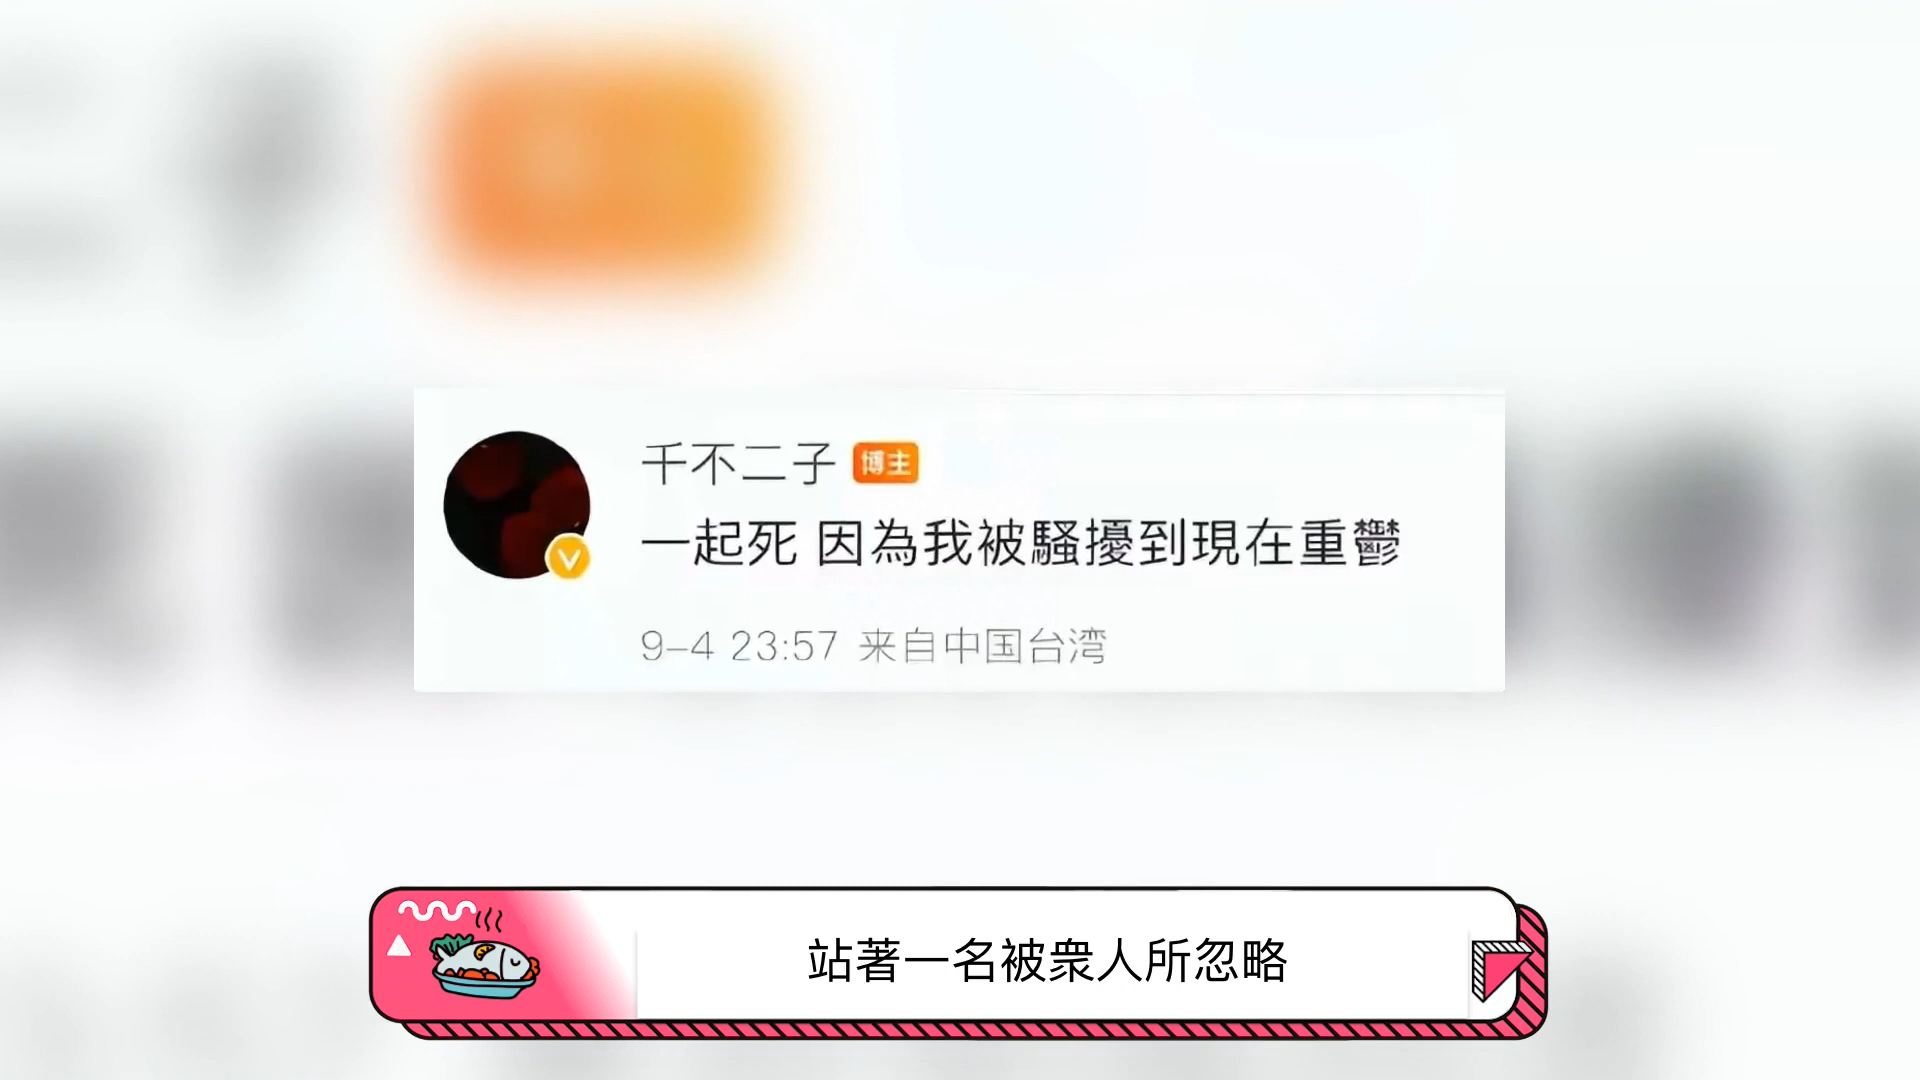 千不二子 博主
一起死 因為我被騷擾到現在重鬱
9-4 23:57 来自中国台湾
站著一名被衆人所忽略